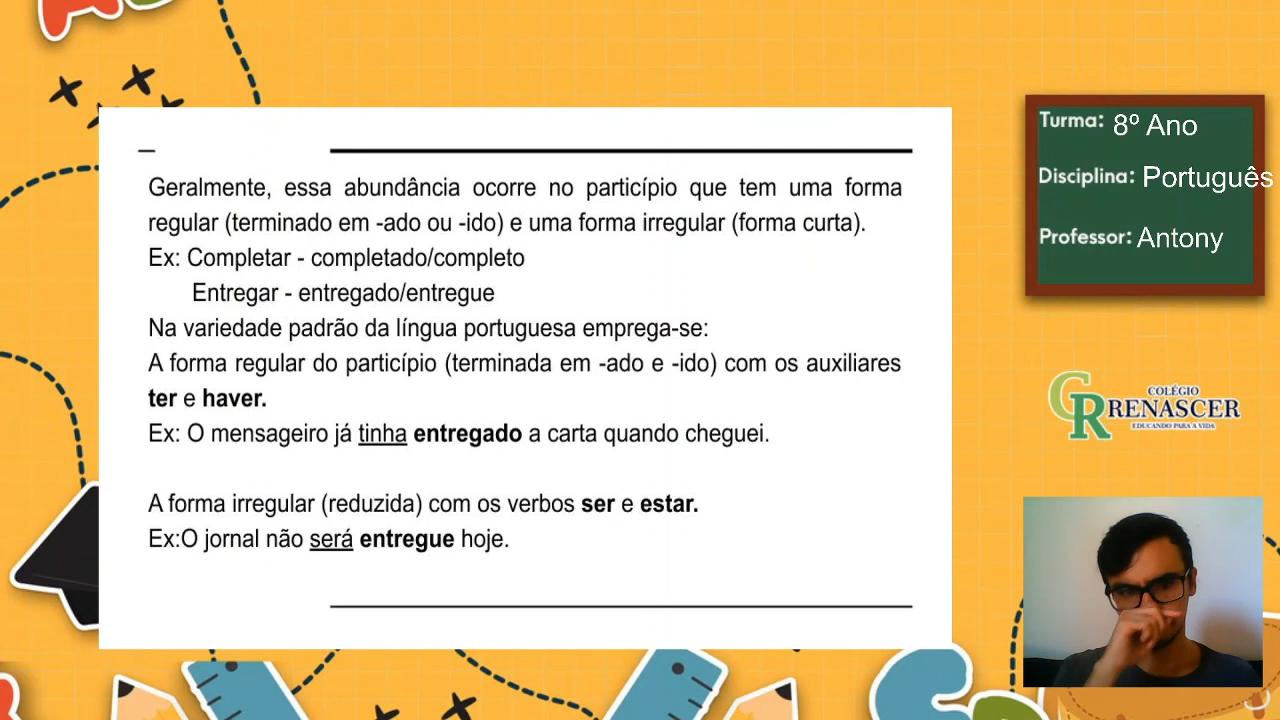 Geralmente, essa abundância ocorre no particípio que tem uma forma
regular (terminado em -ado ou -ido) e uma forma irregular (forma curta).
Ex: Completar - completado/completo
Entregar - entregado/entregue
Na variedade padrão da língua portuguesa emprega-se:
A forma regular do particípio (terminada em -ado e -ido) com os auxiliares
ter e haver.
Ex: O mensageiro já tinha entregado a carta quando cheguei.
A forma irregular (reduzida) com os verbos ser e estar.
Ex:O jornal não será entregue hoje.
Turma: 8º Ano
Disciplina: Português
Professor: Antony
CR
COLÉGIO
RENASCER
EDUCANDO PARA A VIDA